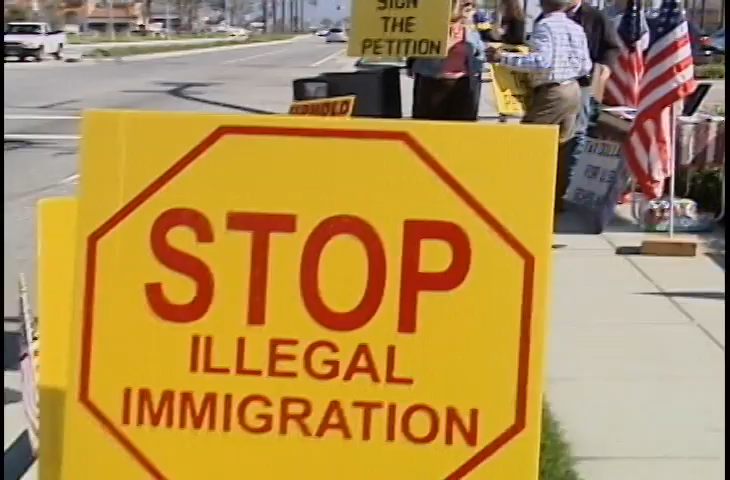 SIGN
THE
PETITION
STOP
ILLEGAL
IMMIGRATION